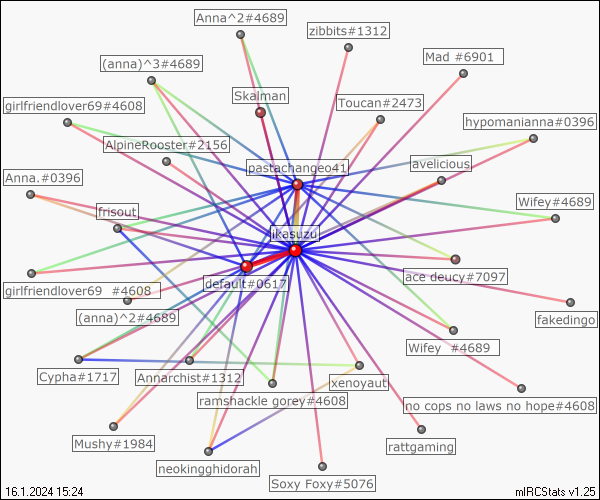 Anna^2#4689
zibbits#1312
(anna)^3#4689
Mad #6901
Skalman
girlfriendlover69#4608
Toucan#2473
hypomanianna#0396
AlpineRooster#2156
pastachangeo41
avelicious
Anna.#0396
Wifey#4689
frisout
ikasuzu
ace deucy#7097
default#0617
girlfriendlover69  #4608
fakedingo
(anna)^2#4689
Wifey  #4689
Cypha#1717
Annarchist#1312
xenoyaut
ramshackle gorey#4608
no cops no laws no hope#4608
Mushy#1984
rattgaming
neokingghidorah
Soxy Foxy#5076
16.1.2024 15:24
mIRCStats v1.25